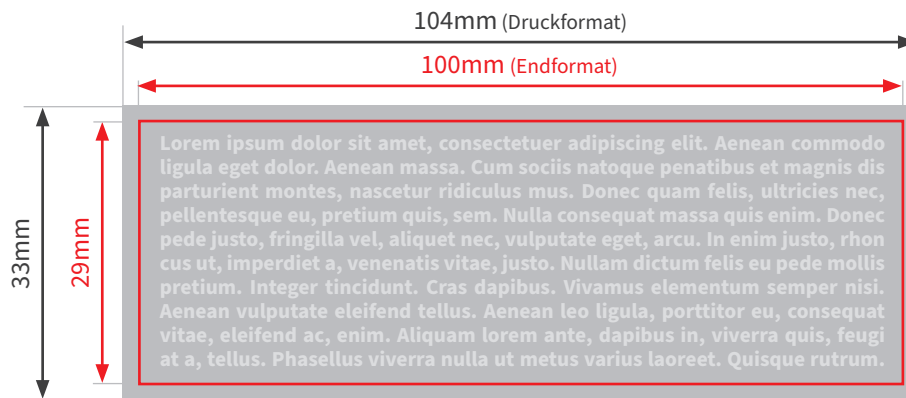 104mm (Druckformat)
100mm (Endformat)
33mm
29mm
Lorem ipsum dolor sit amet, consectetuer adipiscing elit. Aenean commodo
ligula eget dolor. Aenean massa. Cum sociis natoque penatibus et magnis dis
parturient montes, nascetur ridiculus mus. Donec quam felis, ultricies nec,
pellentesque eu, pretium quis, sem. Nulla consequat massa quis enim. Donec
pede justo, fringilla vel, aliquet nec, vulputate eget, arcu. In enim justo, rhon
cus ut, imperdiet a, venenatis vitae, justo. Nullam dictum felis eu pede mollis
pretium. Integer tincidunt. Cras dapibus. Vivamus elementum semper nisi.
Aenean vulputate eleifend tellus. Aenean leo ligula, porttitor eu, consequat
vitae, eleifend ac, enim. Aliquam lorem ante, dapibus in, viverra quis, feugi
at a, tellus. Phasellus viverra nulla ut metus varius laoreet. Quisque rutrum.